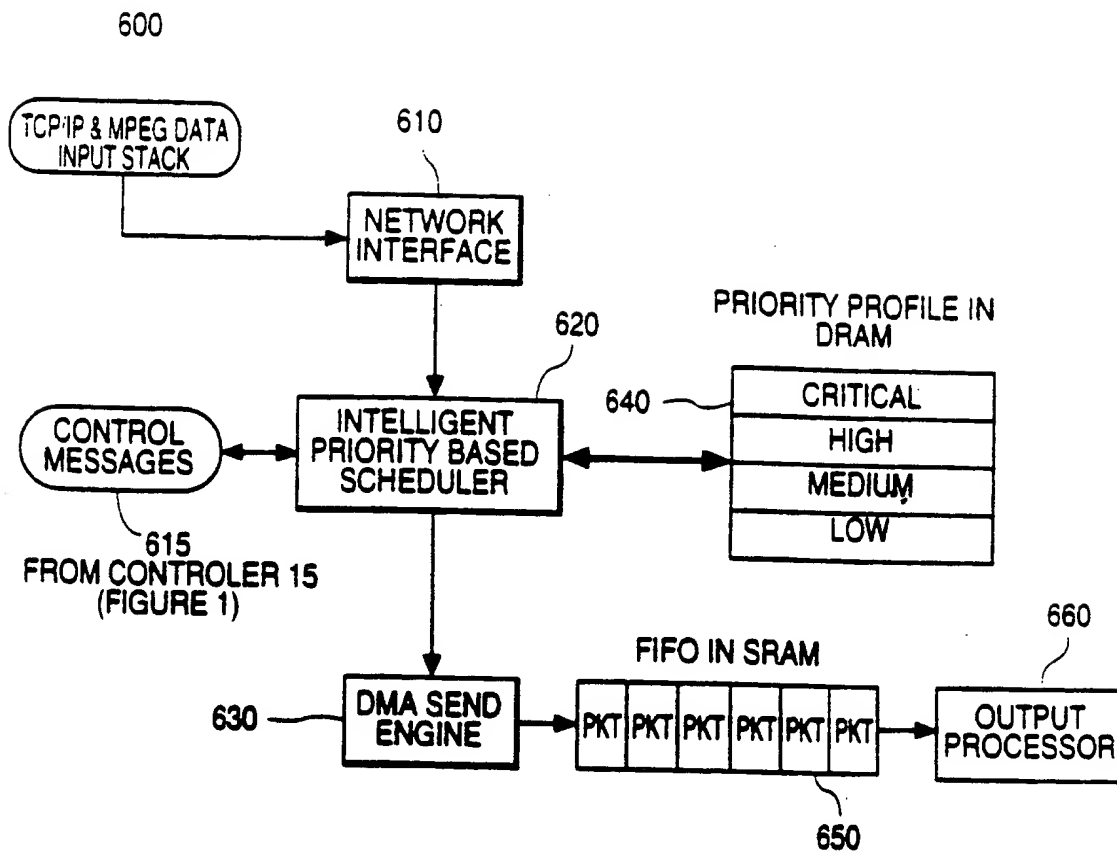 600
TCP/IP & MPEG DATA
INPUT STACK
610
NETWORK
INTERFACE
PRIORITY PROFILE IN
DRAM
620
640
CRITICAL
HIGH
MEDIUM
LOW
CONTROL
MESSAGES
INTELLIGENT
PRIORITY BASED
SCHEDULER
615
FROM CONTROLER 15
(FIGURE 1)
660
FIFO IN SRAM
630
DMA SEND
ENGINE
PKT PKT PKT PKT PKT PKT
OUTPUT
PROCESSOR
650